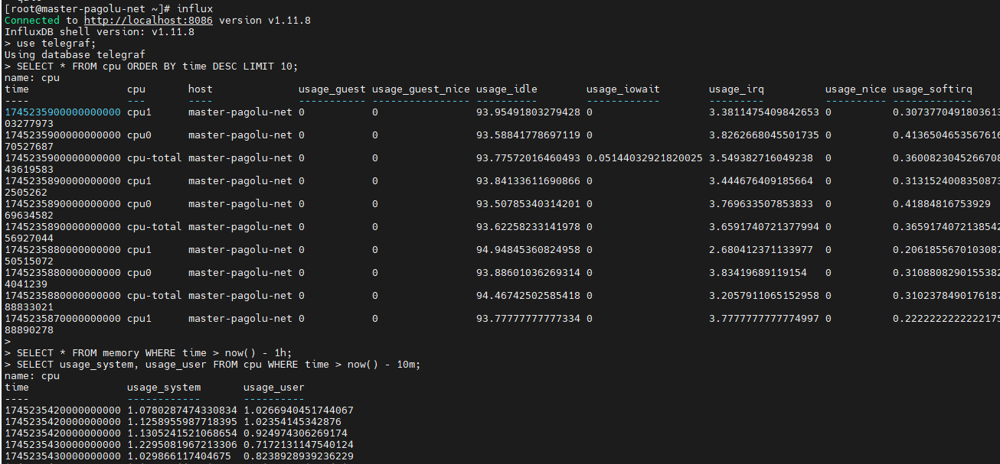 [root@master-pagolu-net ~]# influx
Connected to http://localhost:8086 version v1.11.8
InfluxDB shell version: v1.11.8
> use telegraf;
Using database telegraf
> SELECT * FROM cpu ORDER BY time DESC LIMIT 10;
name: cpu
time cpu host usage_guest usage_guest_nice usage_idle usage_iowait usage_irq usage_nice usage_softirq
---- --- ---- ----------- ---------------- ---------- ------------ --------- ---------- -------------
1745235900000000000 cpu1 master-pagolu-net 0 0 93.95491803279428 0 3.3811475409842653 0 0.3073770491803613
03277973
1745235900000000000 cpu0 master-pagolu-net 0 0 93.58841778697119 0 3.8262668045501735 0 0.4136504653567616
70527687
1745235900000000000 cpu-total master-pagolu-net 0 0 93.77572016460493 0.05144032921820025 3.549382716049238 0 0.3600823045266708
43619583
1745235890000000000 cpu1 master-pagolu-net 0 0 93.84133611690866 0 3.444676409185664 0 0.3131524008350873
2505262
1745235890000000000 cpu0 master-pagolu-net 0 0 93.50785340314201 0 3.769633507853833 0 0.41884816753929
69634582
1745235890000000000 cpu-total master-pagolu-net 0 0 93.62258233141978 0 3.6591740721377994 0 0.3659174072138542
56927044
1745235880000000000 cpu1 master-pagolu-net 0 0 94.94845360824958 0 2.680412371133977 0 0.2061855670103087
50515072
1745235880000000000 cpu0 master-pagolu-net 0 0 93.88601036269314 0 3.83419689119154 0 0.3108808290155382
4041239
1745235880000000000 cpu-total master-pagolu-net 0 0 94.46742502585418 0 3.2057911065152958 0 0.3102378490176187
88833021
1745235870000000000 cpu1 master-pagolu-net 0 0 93.77777777777334 0 3.7777777777774997 0 0.2222222222222175
88890278
>
> SELECT * FROM memory WHERE time > now() - 1h;
> SELECT usage_system, usage_user FROM cpu WHERE time > now() - 10m;
name: cpu
time usage_system usage_user
---- ------------ ----------
1745235420000000000 1.0780287474330834 1.0266940451744067
1745235420000000000 1.1258955987718395 1.02354145342876
1745235420000000000 1.1305241521068654 0.924974306269174
1745235430000000000 1.2295081967213306 0.7172131147540124
1745235430000000000 1.029866117404675 0.8238928939236229